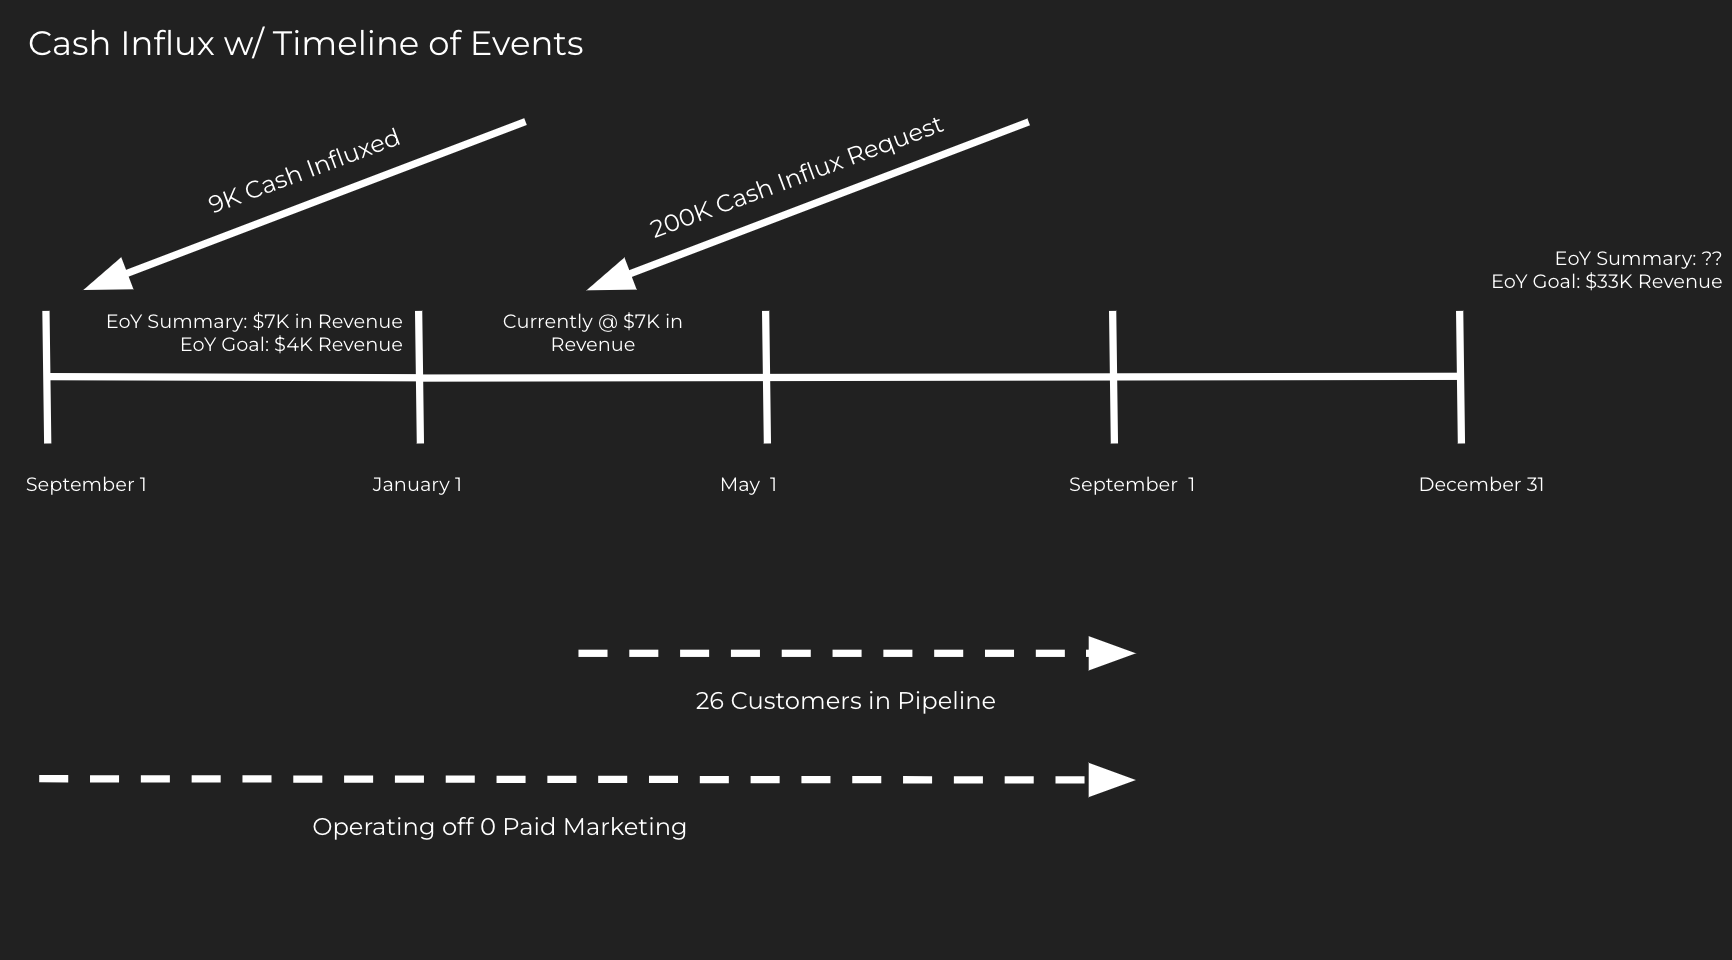 Cash Influx w/ Timeline of Events
9K Cash Influxed
200K Cash Influx Request
EoY Summary: ??
EoY Goal: $33K Revenue
EoY Summary: $7K in Revenue
EoY Goal: $4K Revenue
Currently @ $7K in
Revenue
September 1
January 1
May 1
September 1
December 31
26 Customers in Pipeline
Operating off 0 Paid Marketing